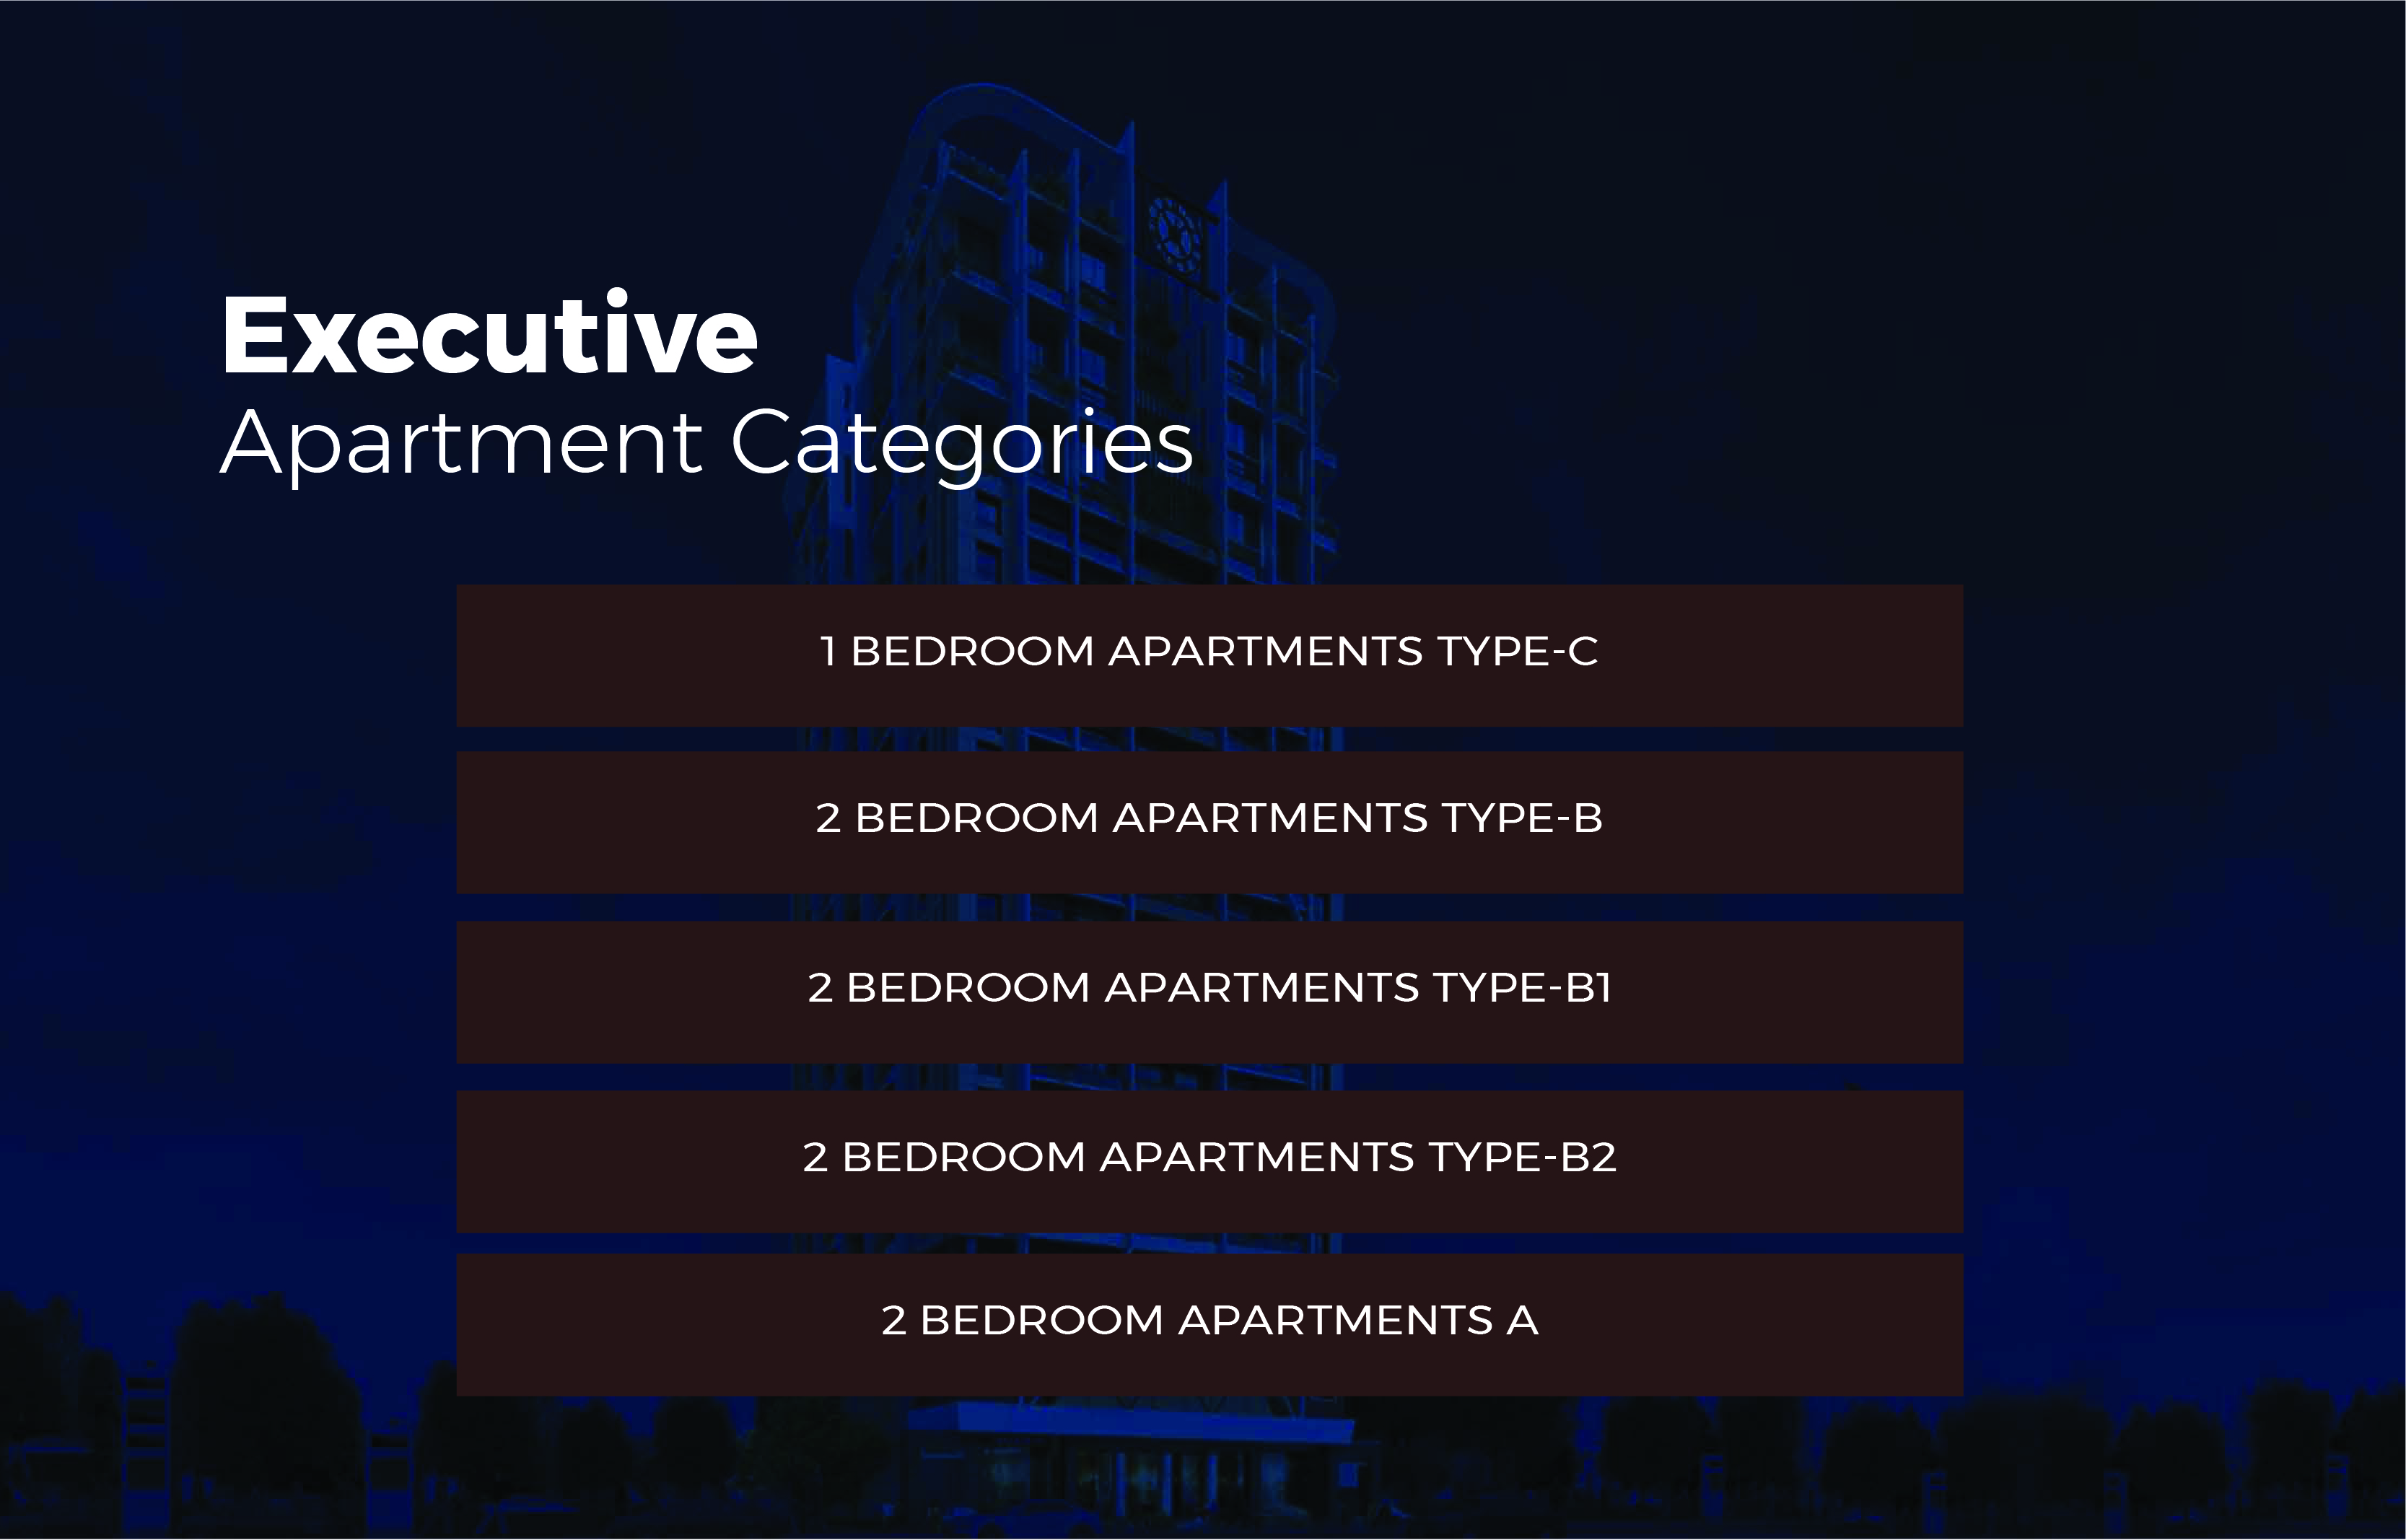 Executive
Apartment Categories
1 BEDROOM APARTMENTS TYPE-C
2 BEDROOM APARTMENTS TYPE-B
2 BEDROOM APARTMENTS TYPE-B1
2 BEDROOM APARTMENTS TYPE-B2
2 BEDROOM APARTMENTS A